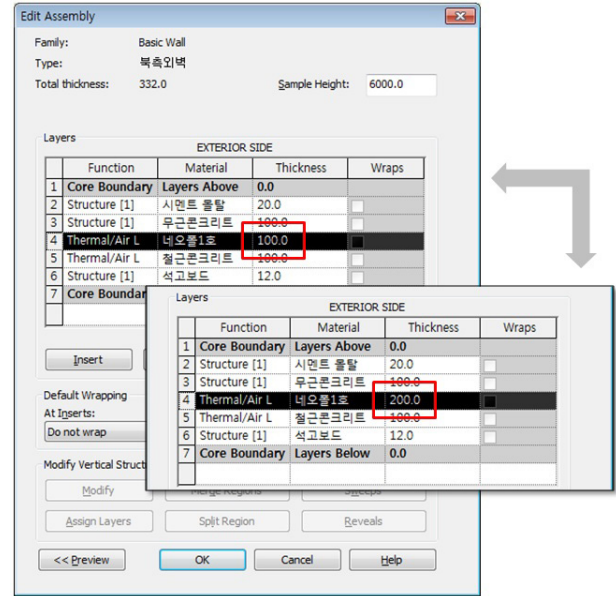 Edit Assembly
Family: Basic Wall
Type: 북측외벽
Total thickness: 332.0 Sample Height: 6000.0
Layers
EXTERIOR SIDE
Function Material Thickness Wraps
1 Core Boundary Layers Above 0.0
2 Structure [1] 시멘트 몰탈 20.0
3 Structure [1] 무근콘크리트 100.0
4 Thermal/Air L 네오폴1호 100.0
5 Thermal/Air L 철근콘크리트 100.0
6 Structure [1] 석고보드 12.0
7 Core Boundar
Insert
Default Wrapping
At Inserts:
Do not wrap
Modify Vertical Struct
Modify Merge Regions Sweeps
Assign Layers Split Region Reveals
<< Preview OK Cancel Help
Layers
EXTERIOR SIDE
Function Material Thickness Wraps
1 Core Boundary Layers Above 0.0
2 Structure [1] 시멘트 몰탈 20.0
3 Structure [1] 무근콘크리트 100.0
4 Thermal/Air L 네오폴1호 200.0
5 Thermal/Air L 철근콘크리트 100.0
6 Structure [1] 석고보드 12.0
7 Core Boundary Layers Below 0.0